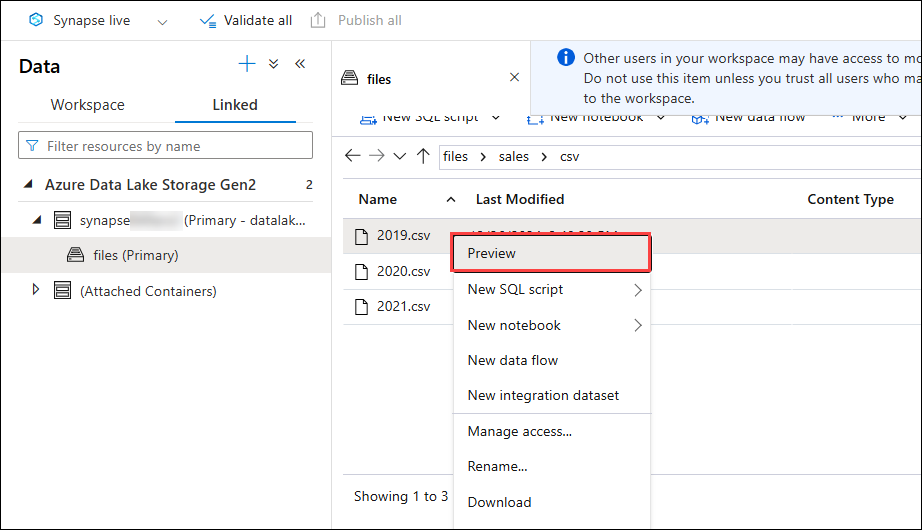 Synapse live
Validate all
Publish all
Data
Workspace
Linked
Filter resources by name
Azure Data Lake Storage Gen2 2
synapse (Primary - datalak...
files (Primary)
(Attached Containers)
files
Other users in your workspace may have access to
Do not use this item unless you trust all users who
to the workspace.
New SQL script
New notebook
New data flow
More
files > sales > csv
Name
Last Modified
Content Type
2019.csv
2020.csv
2021.csv
Preview
New SQL script
New notebook
New data flow
New integration dataset
Manage access...
Rename...
Download
Showing 1 to 3